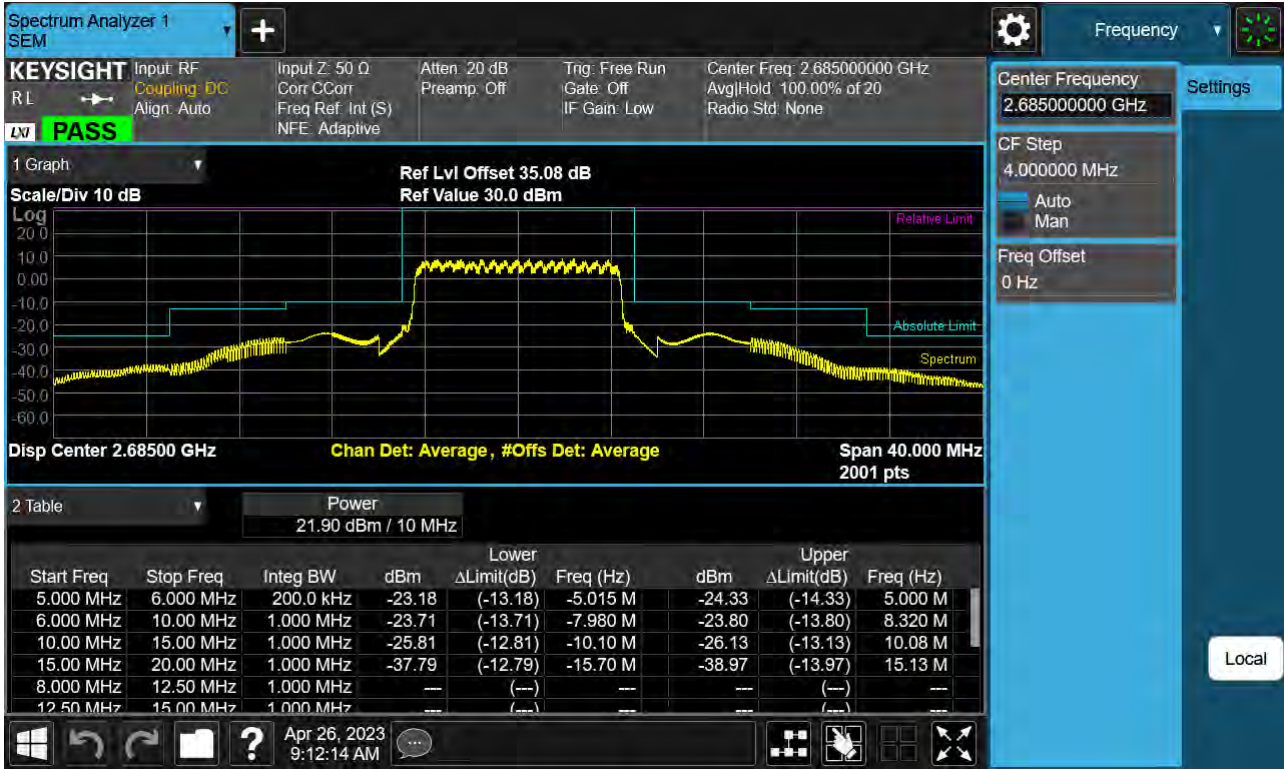 Spectrum Analyzer 1
SEM
Frequency
KEYSIGHT
R L
LXI
PASS
Input: RF
Coupling: DC
Align: Auto
Input Z: 50 Ω
Corr CCorr
Freq Ref: Int (S)
NFE: Adaptive
Atten: 20 dB
Preamp: Off
Trig: Free Run
Gate: Off
IF Gain: Low
Center Freq: 2.685000000 GHz
Avg|Hold: 100.00% of 20
Radio Std: None
Center Frequency
2.685000000 GHz
Settings
CF Step
4.000000 MHz
Auto
Man
Freq Offset
0 Hz
1 Graph
Scale/Div 10 dB
Ref Lvl Offset 35.08 dB
Ref Value 30.0 dBm
Log
20.0
10.0
0.00
-10.0
-20.0
-30.0
-40.0
-50.0
-60.0
Relative Limit
Absolute Limit
Spectrum
Disp Center 2.68500 GHz
Chan Det: Average, #Offs Det: Average
Span 40.000 MHz
2001 pts
2 Table
Power
21.90 dBm / 10 MHz
Lower Upper
Start Freq Stop Freq Integ BW dBm ΔLimit(dB) Freq (Hz) dBm ΔLimit(dB) Freq (Hz)
5.000 MHz 6.000 MHz 200.0 kHz -23.18 (-13.18) -5.015 M -24.33 (-14.33) 5.000 M
6.000 MHz 10.00 MHz 1.000 MHz -23.71 (-13.71) -7.980 M -23.80 (-13.80) 8.320 M
10.00 MHz 15.00 MHz 1.000 MHz -25.81 (-12.81) -10.10 M -26.13 (-13.13) 10.08 M
15.00 MHz 20.00 MHz 1.000 MHz -37.79 (-12.79) -15.70 M -38.97 (-13.97) 15.13 M
8.000 MHz 12.50 MHz 1.000 MHz --- (---) --- --- (---) ---
12.50 MHz 15.00 MHz 1.000 MHz --- (---) --- --- (---) ---
Local
?
Apr 26, 2023
9:12:14 AM